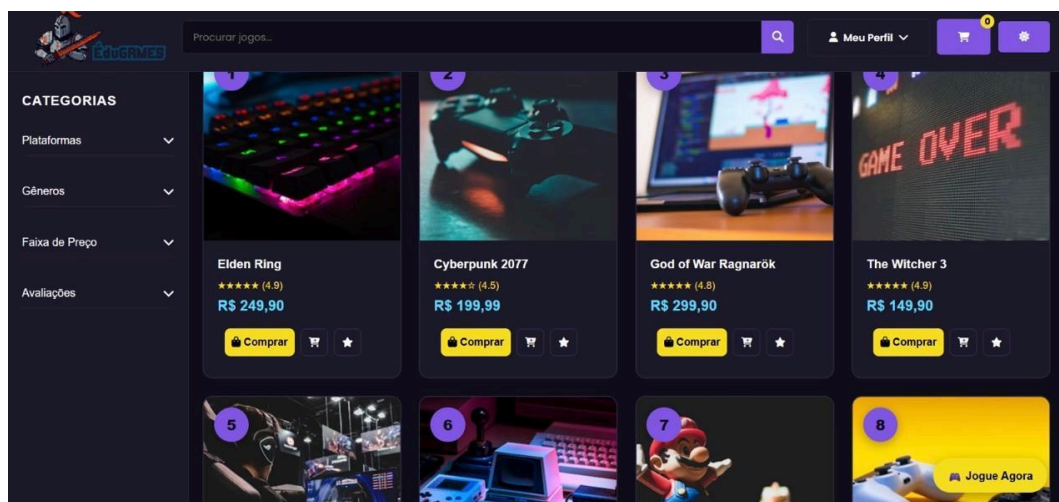 ÉduGAMES
Procurar jogos...
Meu Perfil
0
CATEGORIAS
Plataformas
Gêneros
Faixa de Preço
Avaliações
1
2
3
4
GAME OVER
Elden Ring
★★★★★ (4.9)
R$ 249,90
Comprar
Cyberpunk 2077
★★★★☆ (4.5)
R$ 199,99
Comprar
God of War Ragnarök
★★★★★ (4.8)
R$ 299,90
Comprar
The Witcher 3
★★★★★ (4.9)
R$ 149,90
Comprar
5
6
7
8
Jogue Agora